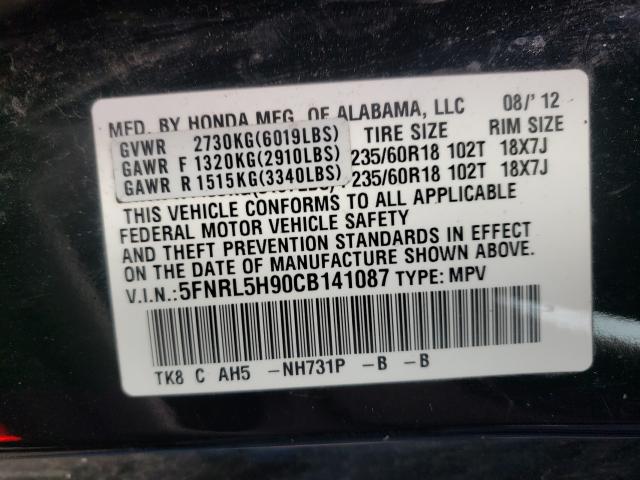 MFD. BY HONDA MFG. OF ALABAMA, LLC 08/'12
GVWR 2730KG(6019LBS) TIRE SIZE RIM SIZE
GAWR F 1320KG(2910LBS) 235/60R18 102T 18X7J
GAWR R 1515KG(3340LBS) 235/60R18 102T 18X7J
THIS VEHICLE CONFORMS TO ALL APPLICABLE
FEDERAL MOTOR VEHICLE SAFETY
AND THEFT PREVENTION STANDARDS IN EFFECT
ON THE DATE OF MANUFACTURE SHOWN ABOVE.
V.I.N.:5FNRL5H90CB141087 TYPE: MPV
TK8 C AH5 -NH731P -B -B